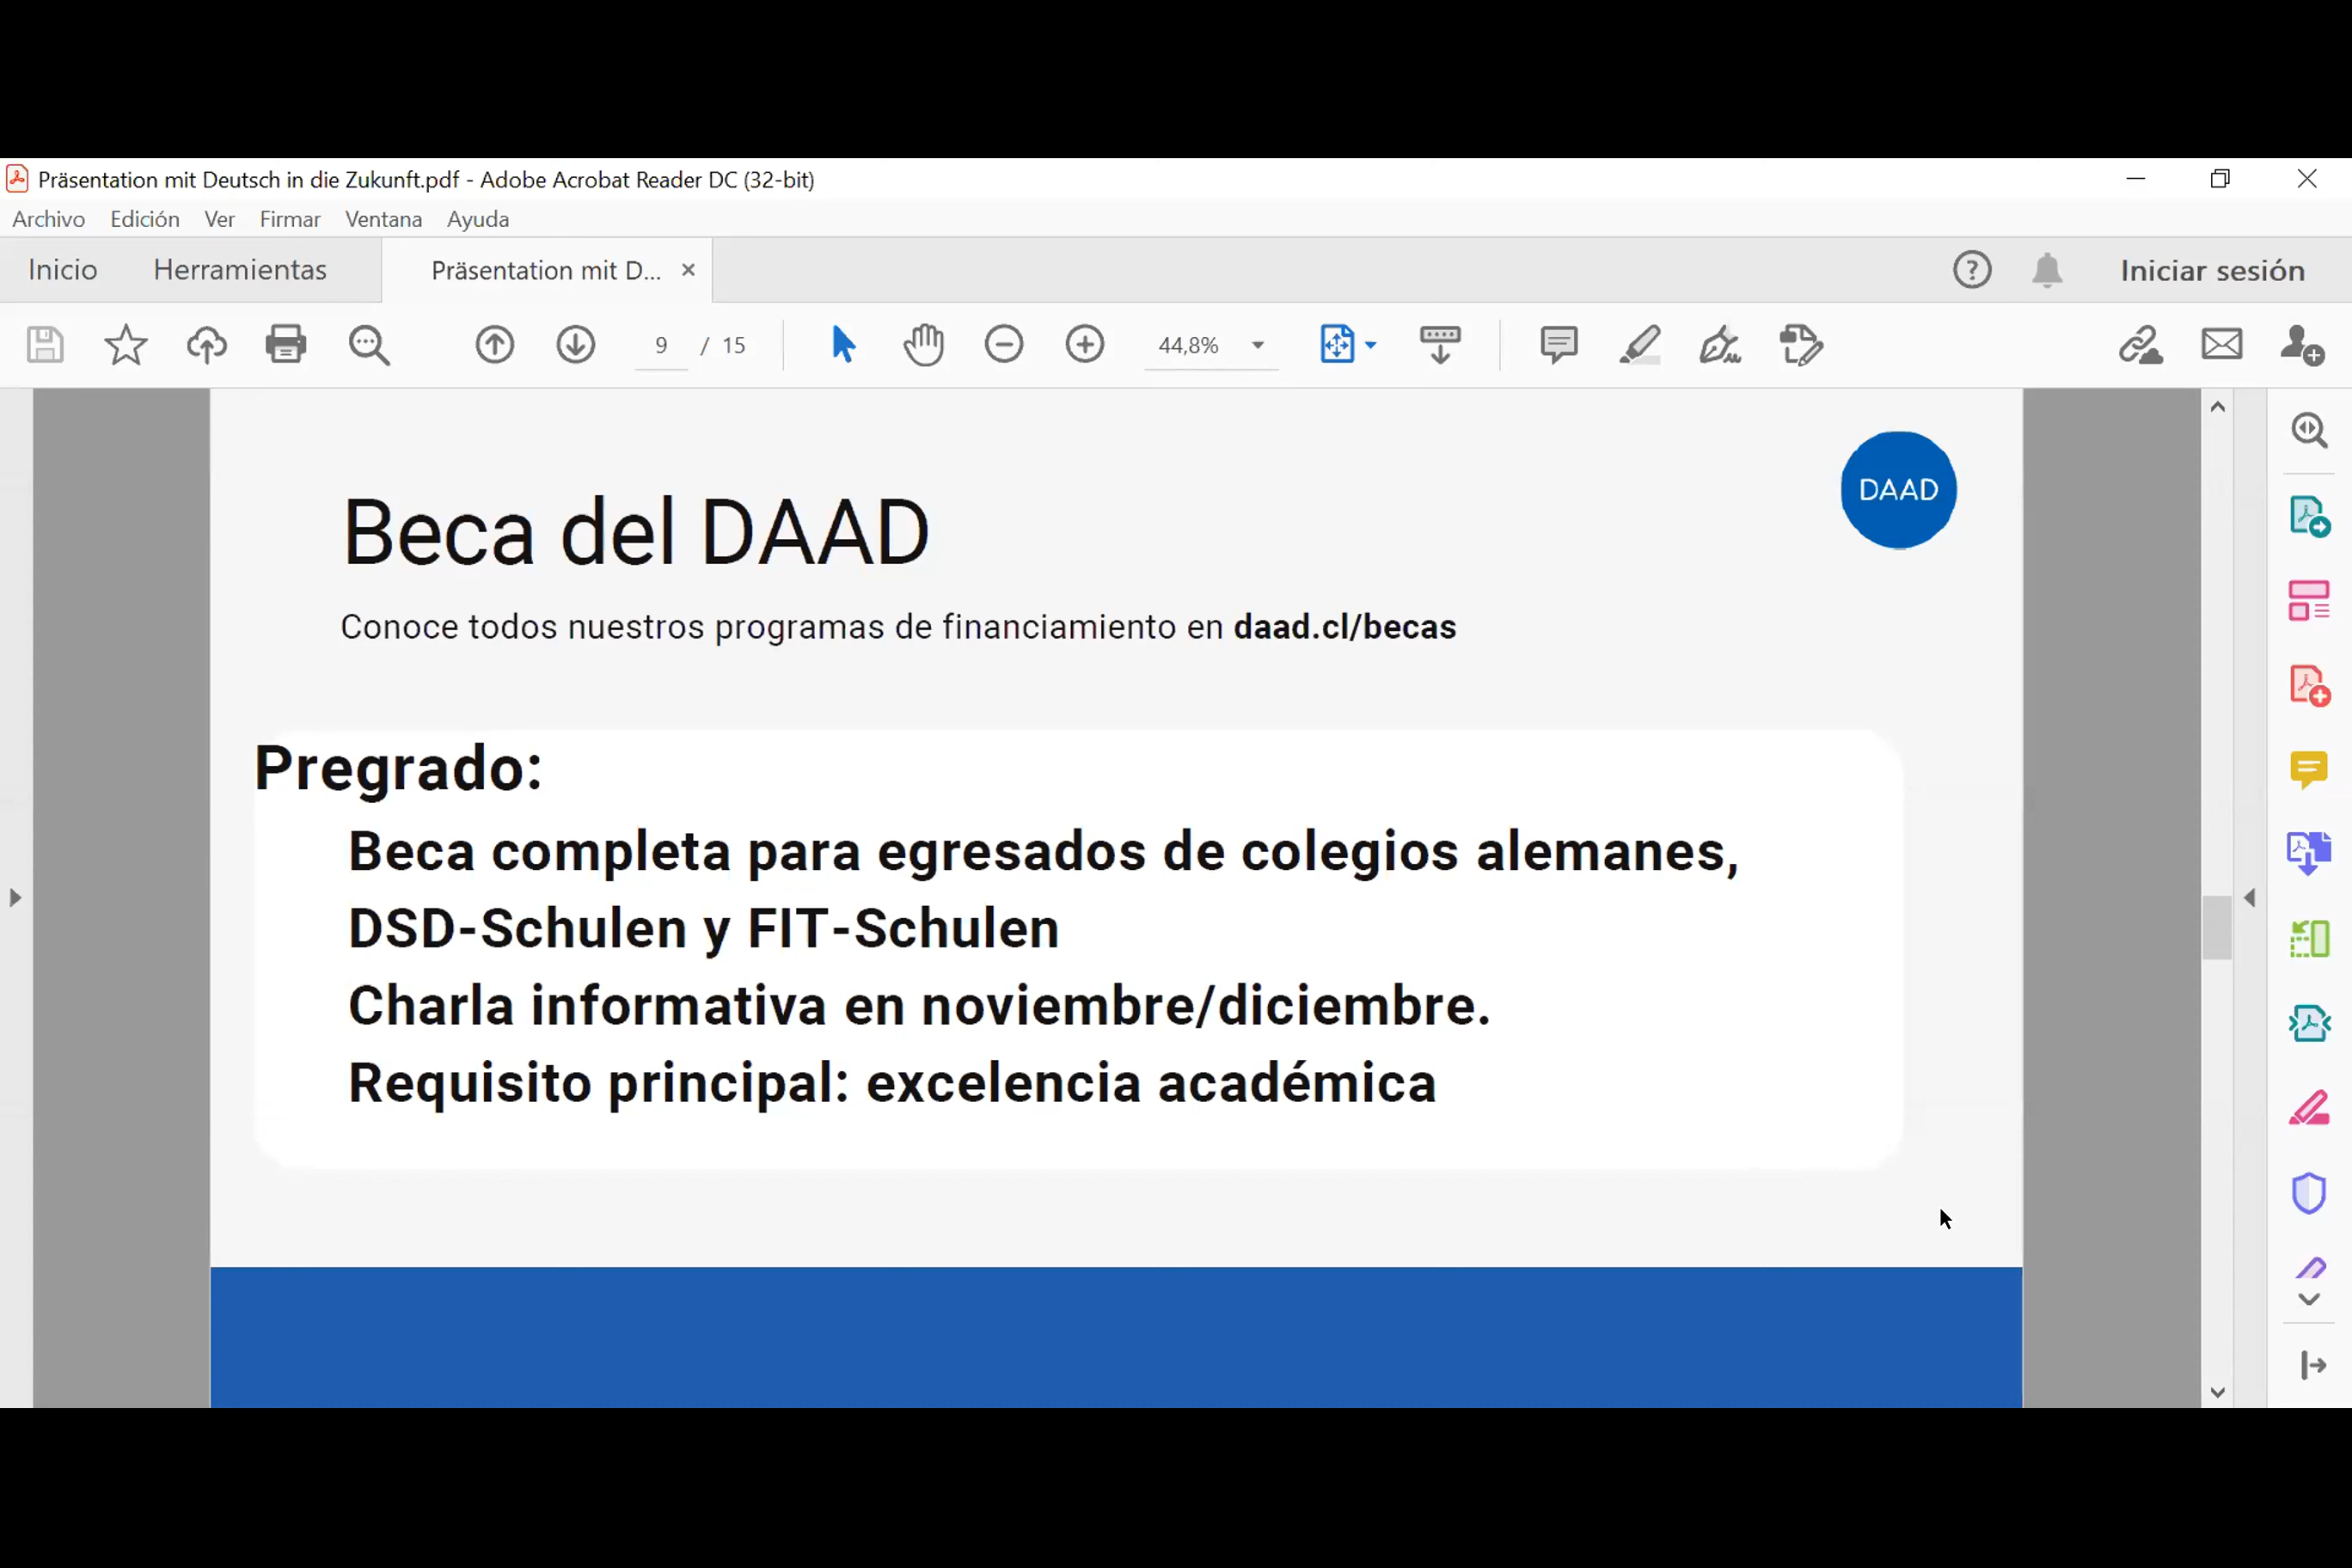 Präsentation mit Deutsch in die Zukunft.pdf - Adobe Acrobat Reader DC (32-bit)
Archivo Edición Ver Firmar Ventana Ayuda
Inicio Herramientas Präsentation mit D... Iniciar sesión
9 / 15 44,8%
DAAD
Beca del DAAD
Conoce todos nuestros programas de financiamiento en daad.cl/becas
Pregrado:
Beca completa para egresados de colegios alemanes,
DSD-Schulen y FIT-Schulen
Charla informativa en noviembre/diciembre.
Requisito principal: excelencia académica